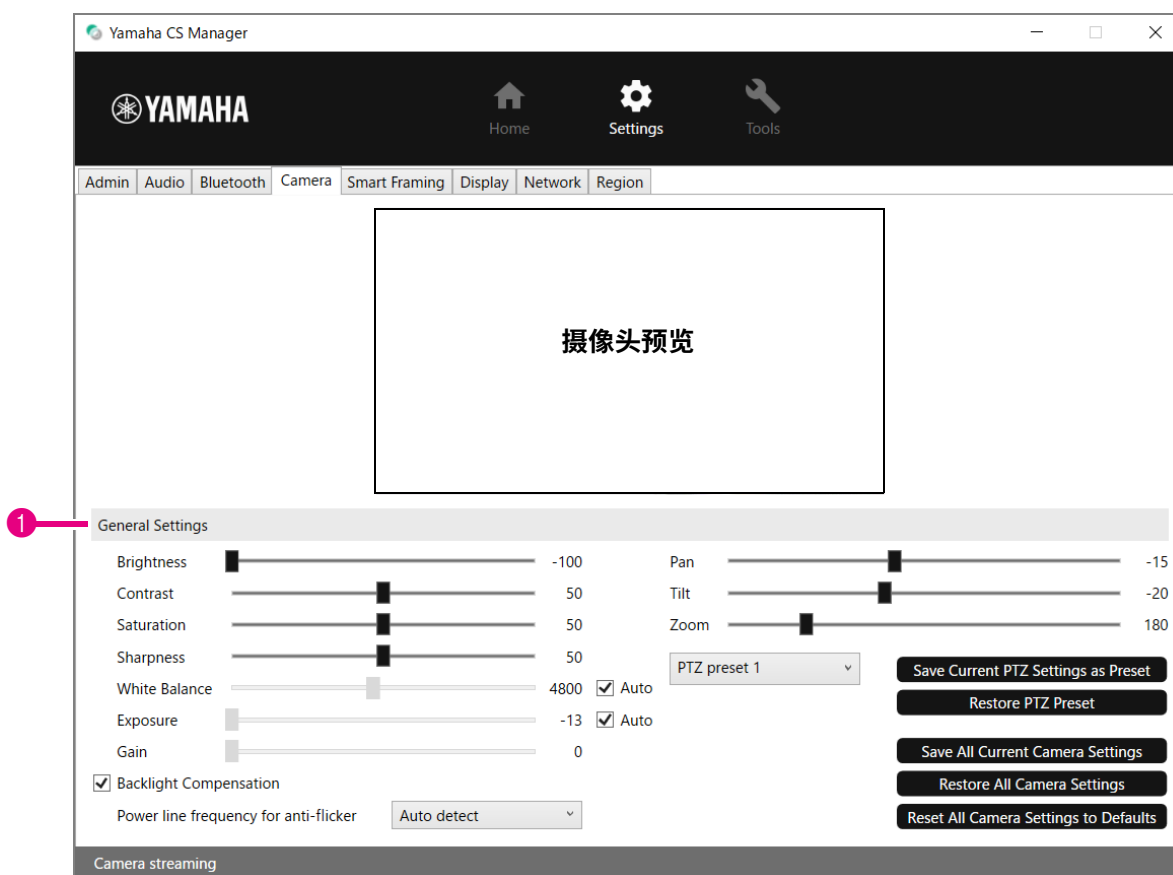 Yamaha CS Manager
YAMAHA
Home Settings Tools
Admin Audio Bluetooth Camera Smart Framing Display Network Region
摄像头预览
1
General Settings
Brightness -100 Pan -15
Contrast 50 Tilt -20
Saturation 50 Zoom 180
Sharpness 50
PTZ preset 1 Save Current PTZ Settings as Preset
White Balance 4800 Auto
Restore PTZ Preset
Exposure -13 Auto
Gain 0 Save All Current Camera Settings
Backlight Compensation Restore All Camera Settings
Power line frequency for anti-flicker Auto detect Reset All Camera Settings to Defaults
Camera streaming